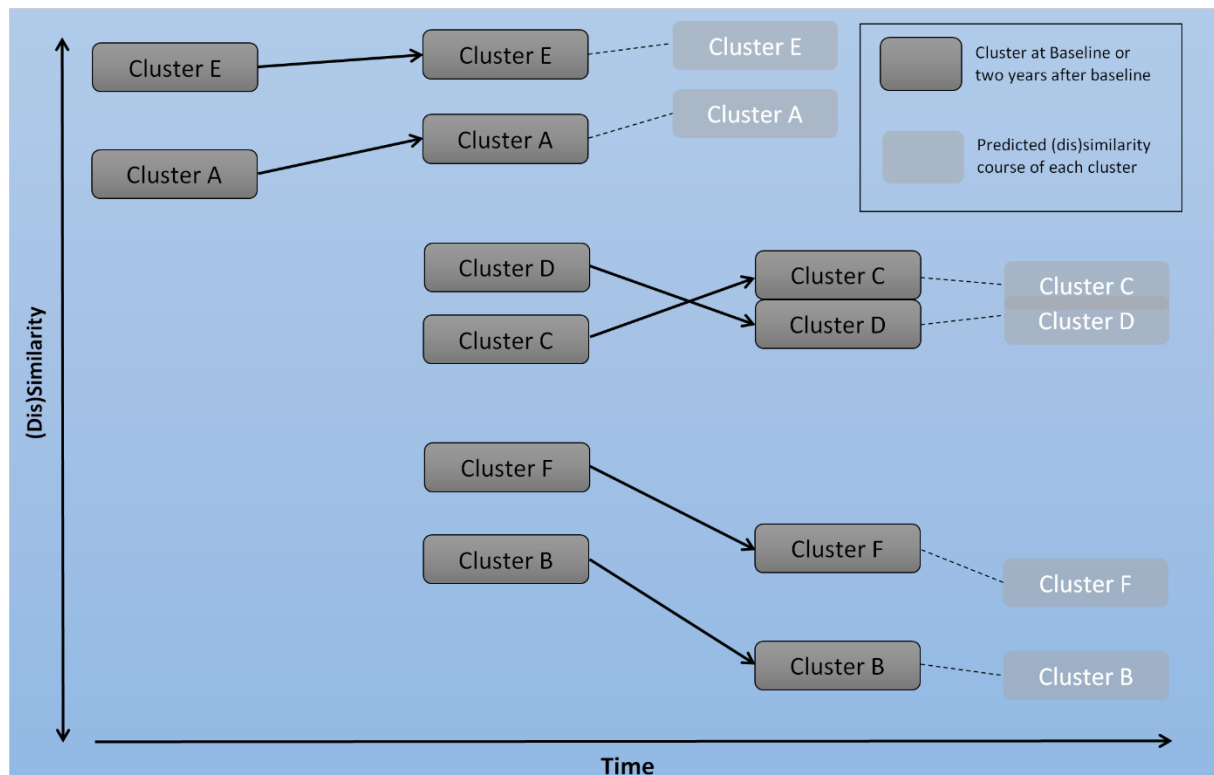 Cluster E
Cluster E
Cluster E
Cluster at Baseline or
two years after baseline
Cluster A
Cluster A
Cluster A
Predicted (dis)similarity
course of each cluster
Cluster D
Cluster C
Cluster C
Cluster C
Cluster D
Cluster D
(Dis)Similarity
Cluster F
Cluster F
Cluster F
Cluster B
Cluster B
Cluster B
Time